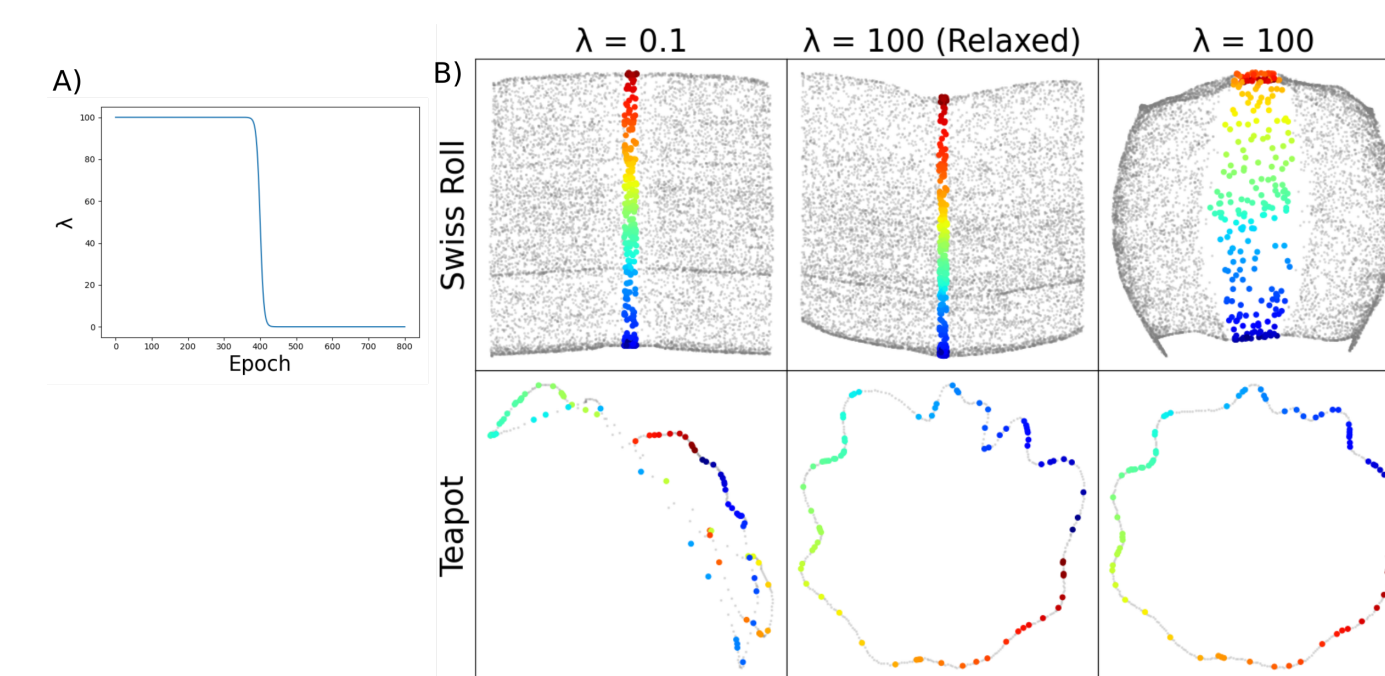 A)
100
80
60
40
20
0
λ
0 100 200 300 400 500 600 700 800
Epoch
B)
λ = 0.1
λ = 100 (Relaxed)
λ = 100
Swiss Roll
Teapot